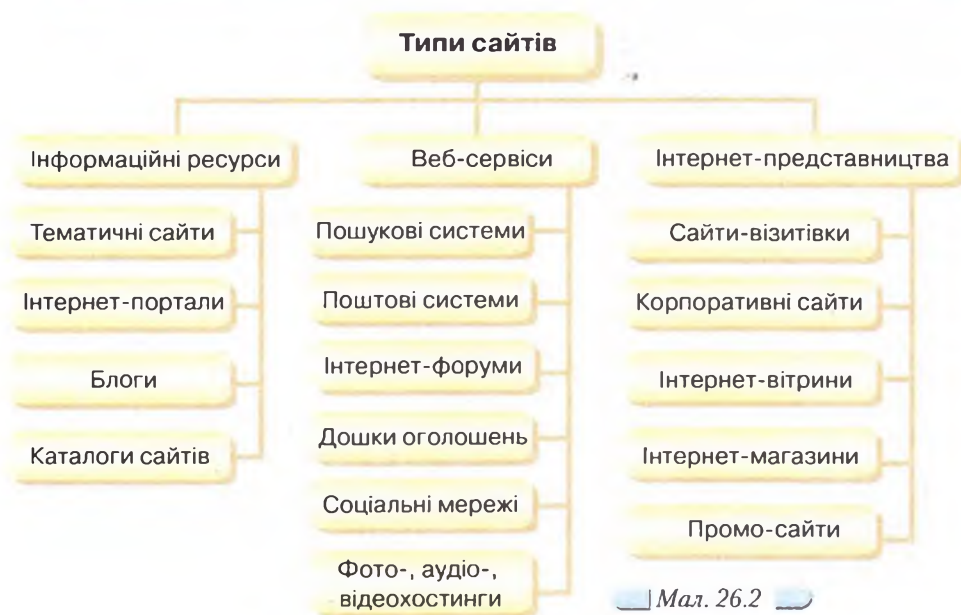 Типи сайтів
Інформаційні ресурси
Тематичні сайти
Інтернет-портали
Блоги
Каталоги сайтів
Веб-сервіси
Пошукові системи
Поштові системи
Інтернет-форуми
Дошки оголошень
Соціальні мережі
Фото-, аудіо-,
відеохостинги
Інтернет-представництва
Сайти-візитівки
Корпоративні сайти
Інтернет-вітрини
Інтернет-магазини
Промо-сайти
Мал. 26.2